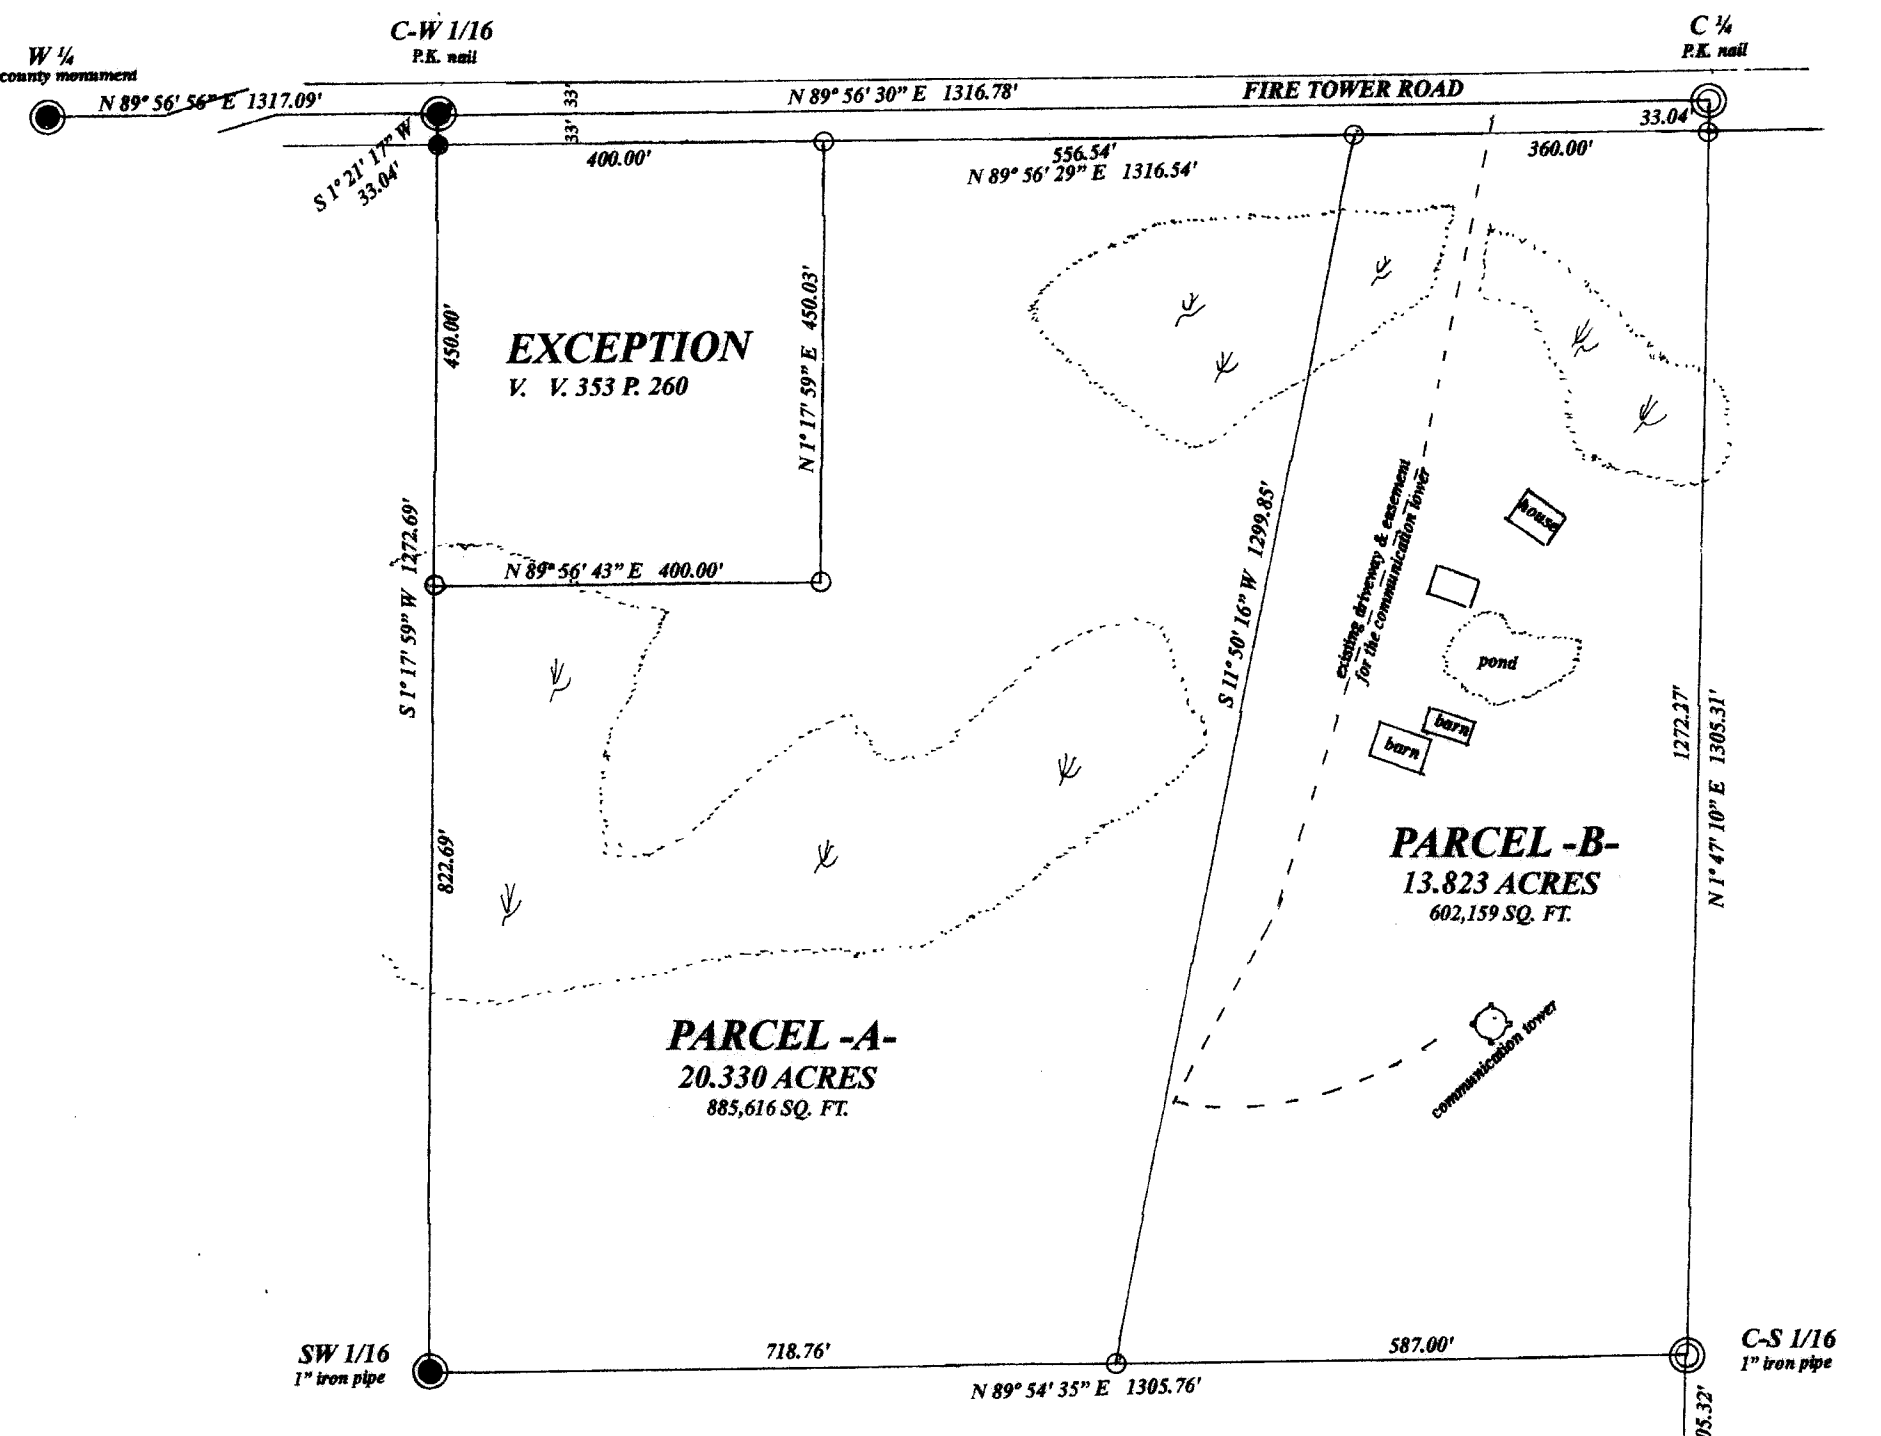 C-W 1/16
P.K. nail
C ¼
P.K. nail
W ¼
county monument
N 89° 56' 56” E 1317.09'
33'
33'
N 89° 56' 30” E 1316.78'
FIRE TOWER ROAD
33.04'
S 1° 21' 17” W
33.04'
400.00'
556.54'
N 89° 56' 29” E 1316.54'
360.00'
450.00'
EXCEPTION
V. V. 353 P. 260
N 1° 17' 59” E 450.03'
N 89° 56' 43” E 400.00'
S 1° 17' 59” W 1272.69'
822.69'
S 11° 50' 16” W 1299.85'
existing driveway & easement
for the communication tower
house
pond
barn
barn
1272.27'
N 1° 47' 10” E 1305.31'
PARCEL -B-
13.823 ACRES
602,159 SQ. FT.
communication tower
PARCEL -A-
20.330 ACRES
885,616 SQ. FT.
SW 1/16
1” iron pipe
718.76'
587.00'
N 89° 54' 35” E 1305.76'
C-S 1/16
1” iron pipe
05.32'